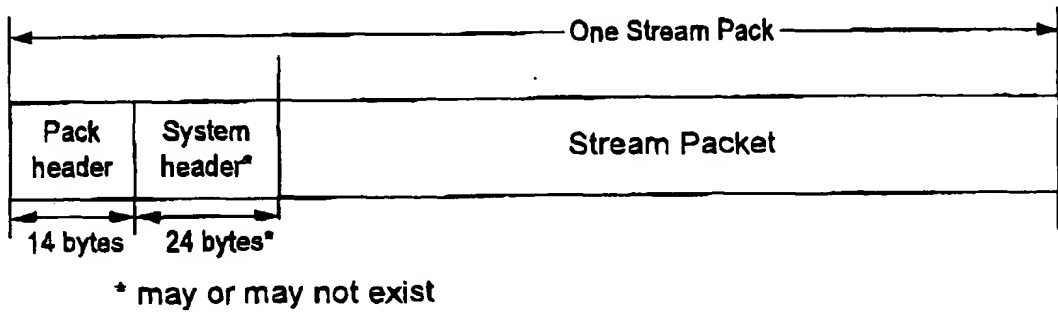 One Stream Pack
Pack header
System header*
Stream Packet
14 bytes
24 bytes*
* may or may not exist